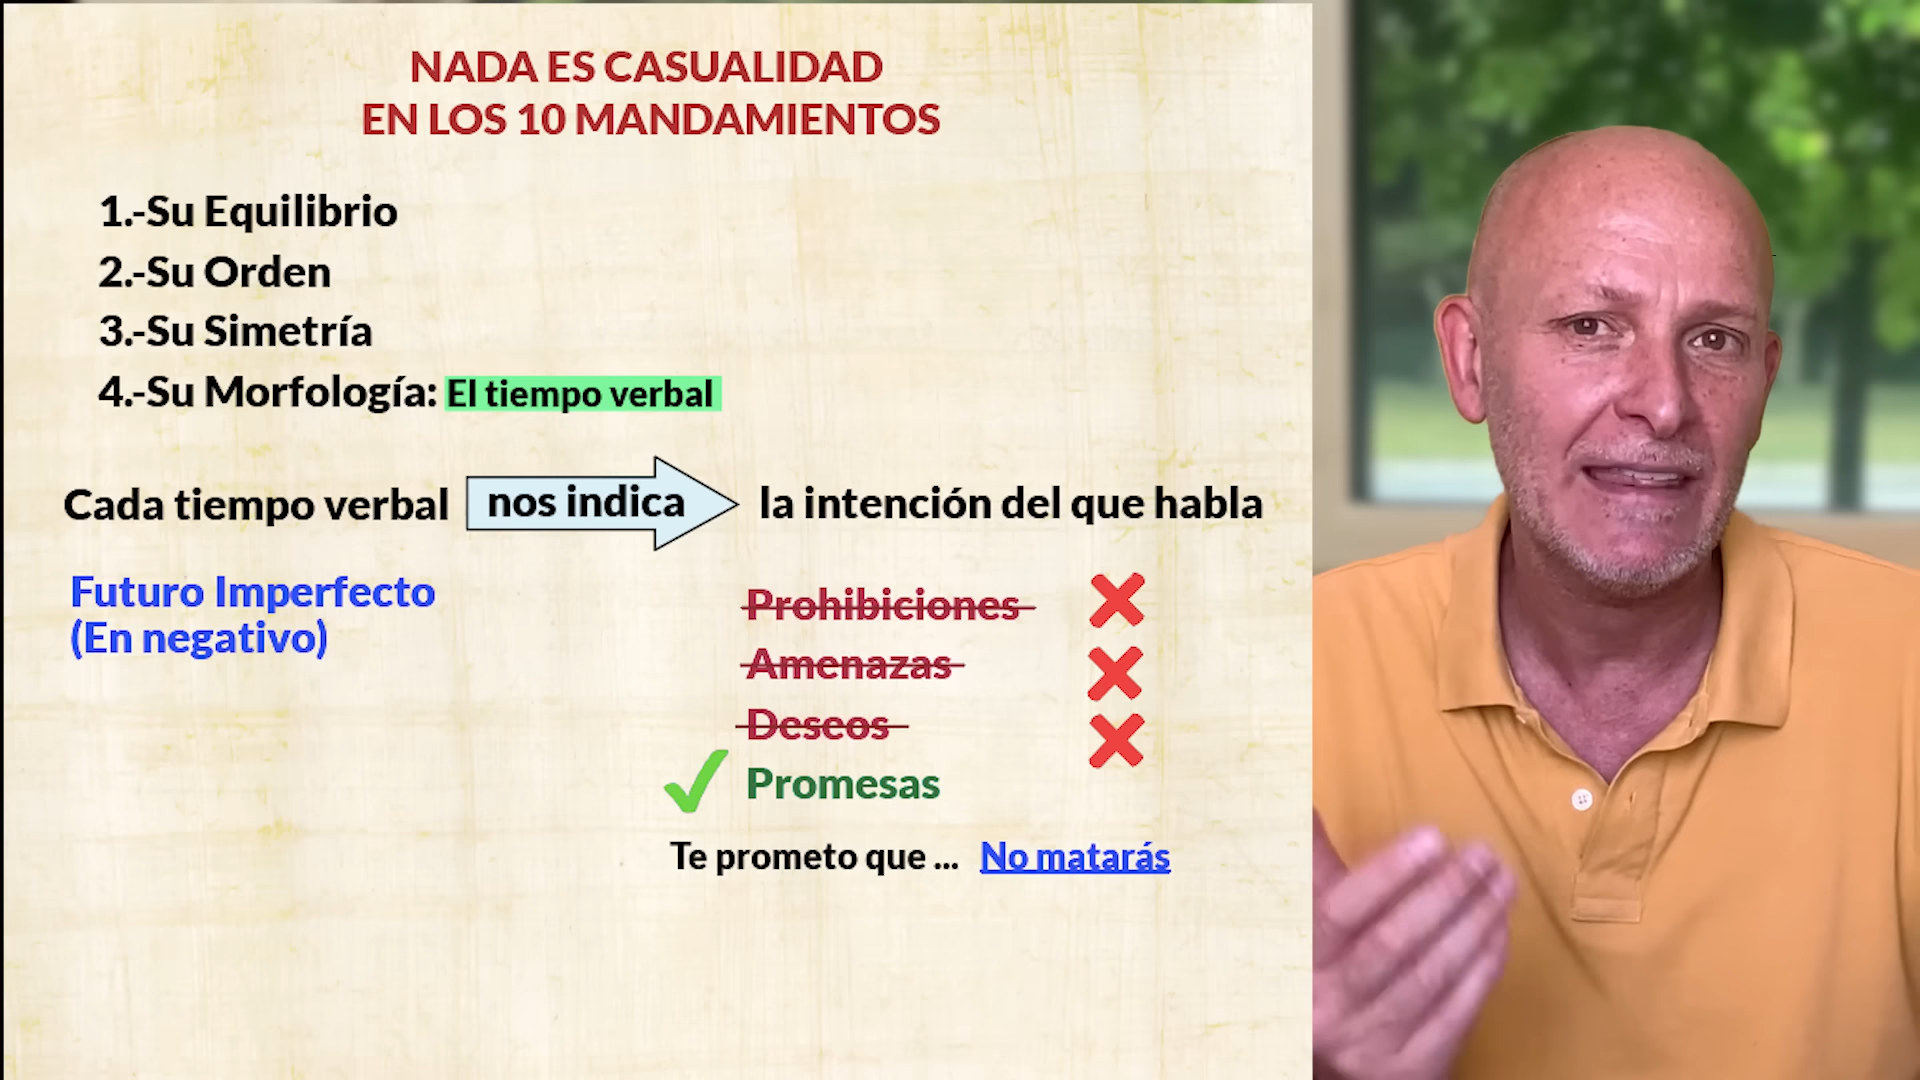 NADA ES CASUALIDAD
EN LOS 10 MANDAMIENTOS
1.-Su Equilibrio
2.-Su Orden
3.-Su Simetría
4.-Su Morfología: El tiempo verbal
Cada tiempo verbal nos indica la intención del que habla
Futuro Imperfecto
(En negativo)
Prohibiciones
Amenazas
Deseos
Promesas
Te prometo que ... No matarás